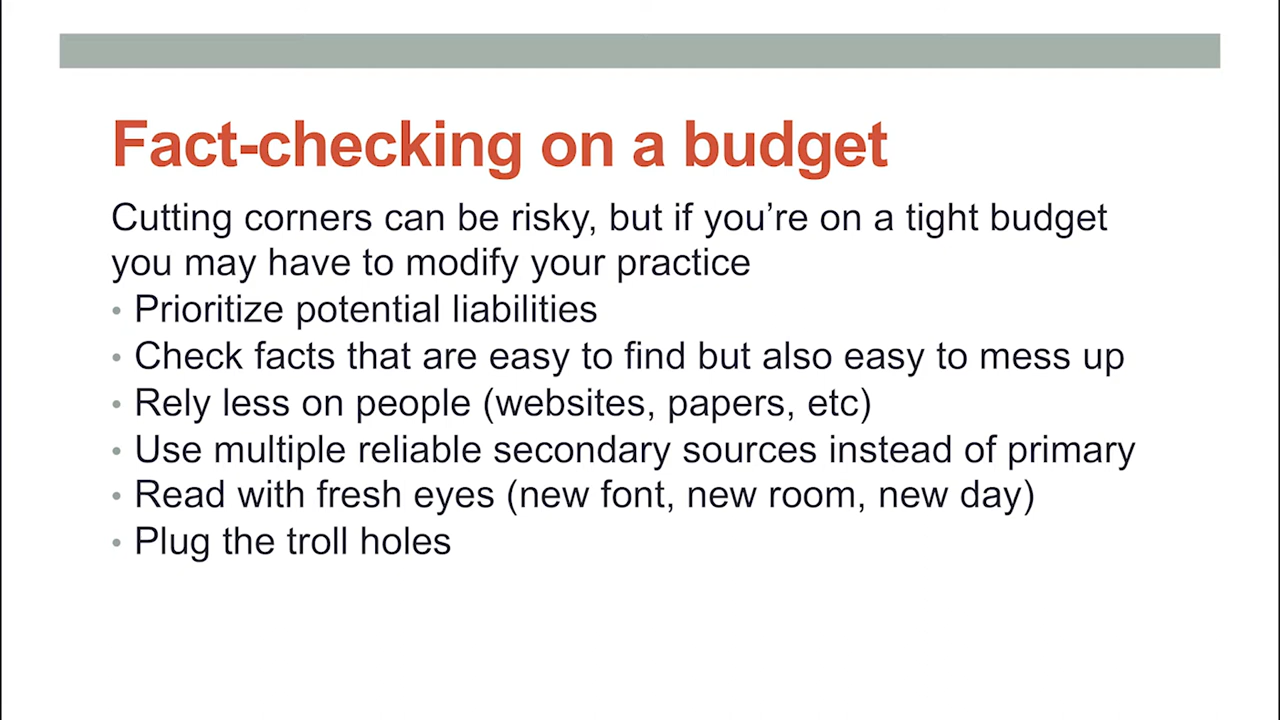 Fact-checking on a budget
Cutting corners can be risky, but if you’re on a tight budget
you may have to modify your practice
• Prioritize potential liabilities
• Check facts that are easy to find but also easy to mess up
• Rely less on people (websites, papers, etc)
• Use multiple reliable secondary sources instead of primary
• Read with fresh eyes (new font, new room, new day)
• Plug the troll holes